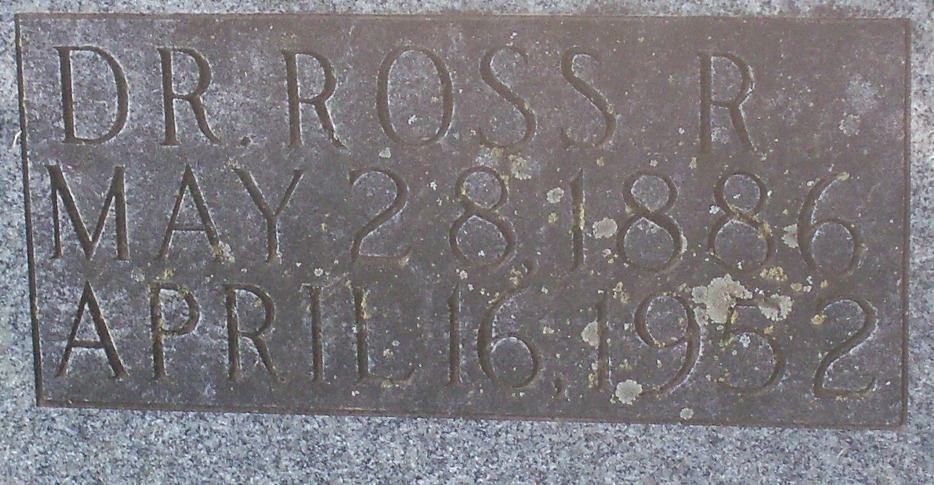 DR. ROSS R
MAY 28, 1886
APRIL 16, 1952